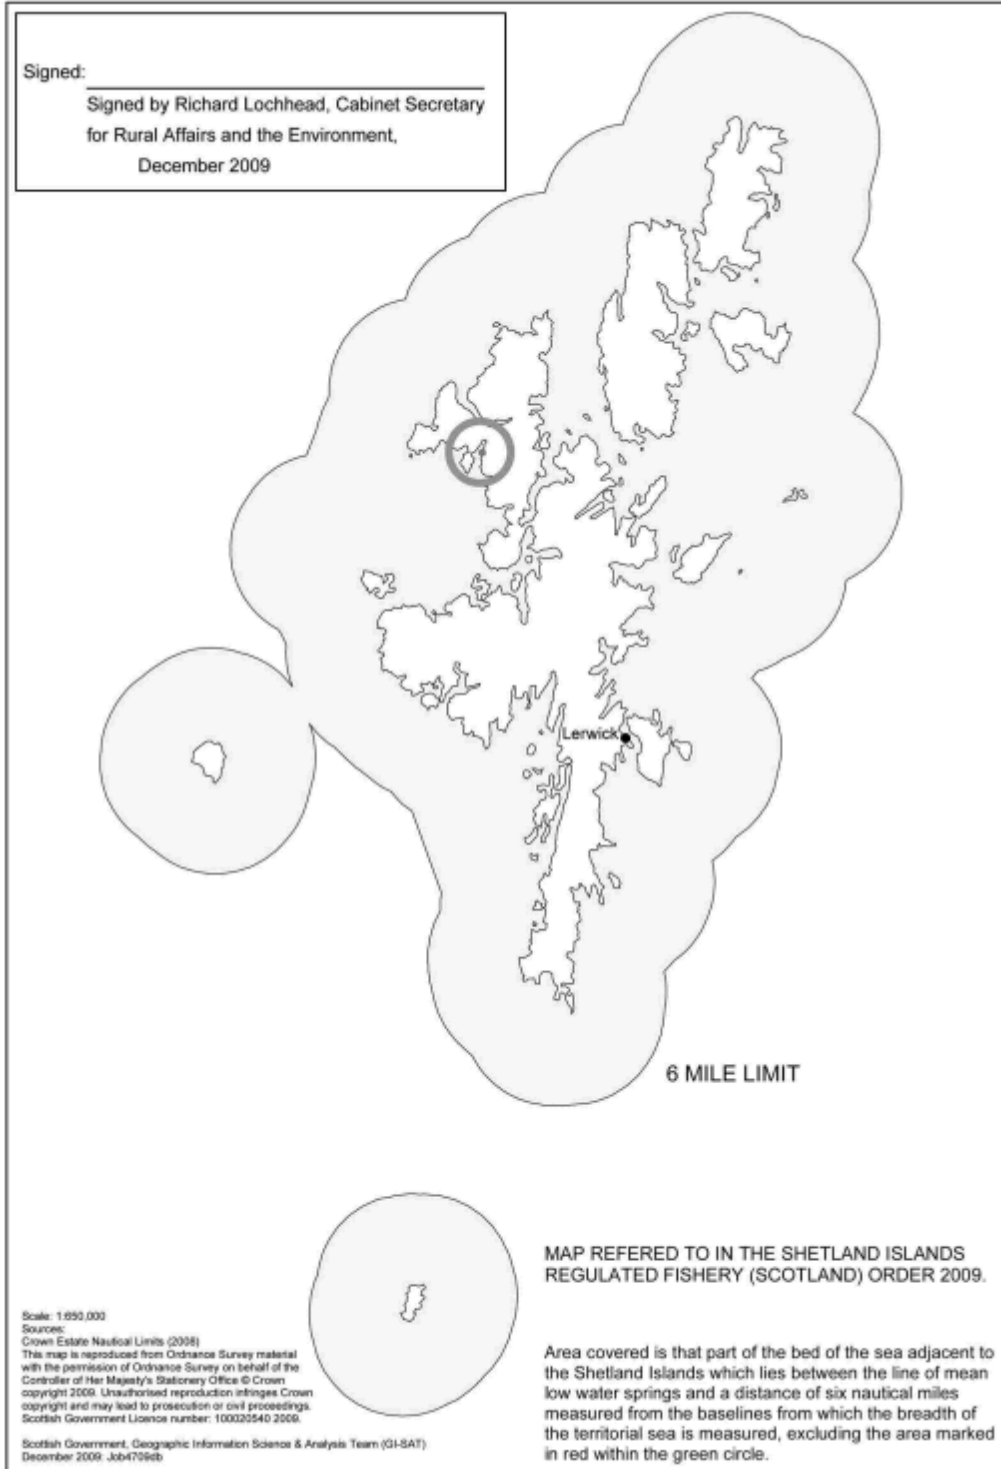 Signed:
Signed by Richard Lochhead, Cabinet Secretary
for Rural Affairs and the Environment,
December 2009
Lerwick
6 MILE LIMIT
MAP REFERED TO IN THE SHETLAND ISLANDS
REGULATED FISHERY (SCOTLAND) ORDER 2009.
Scale: 1:650,000
Sources:
Crown Estate Nautical Limits (2008)
This map is reproduced from Ordnance Survey material
with the permission of Ordnance Survey on behalf of the
Controller of Her Majesty's Stationery Office © Crown
copyright 2009. Unauthorised reproduction infringes Crown
copyright and may lead to prosecution or civil proceedings.
Scottish Government Licence number: 100020540 2009.
Scottish Government, Geographic Information Science & Analysis Team (GI-SAT)
December 2009: Job4709db
Area covered is that part of the bed of the sea adjacent to
the Shetland Islands which lies between the line of mean
low water springs and a distance of six nautical miles
measured from the baselines from which the breadth of
the territorial sea is measured, excluding the area marked
in red within the green circle.